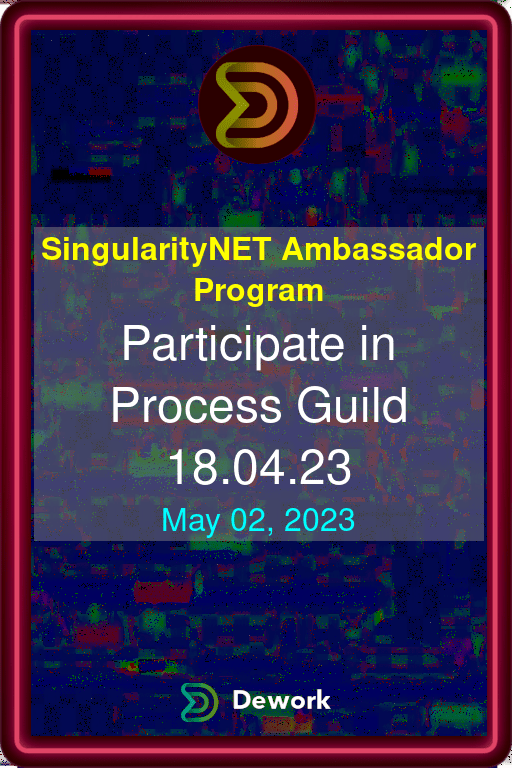 SingularityNET Ambassador
Program
Participate in
Process Guild
18.04.23
May 02, 2023
Dework